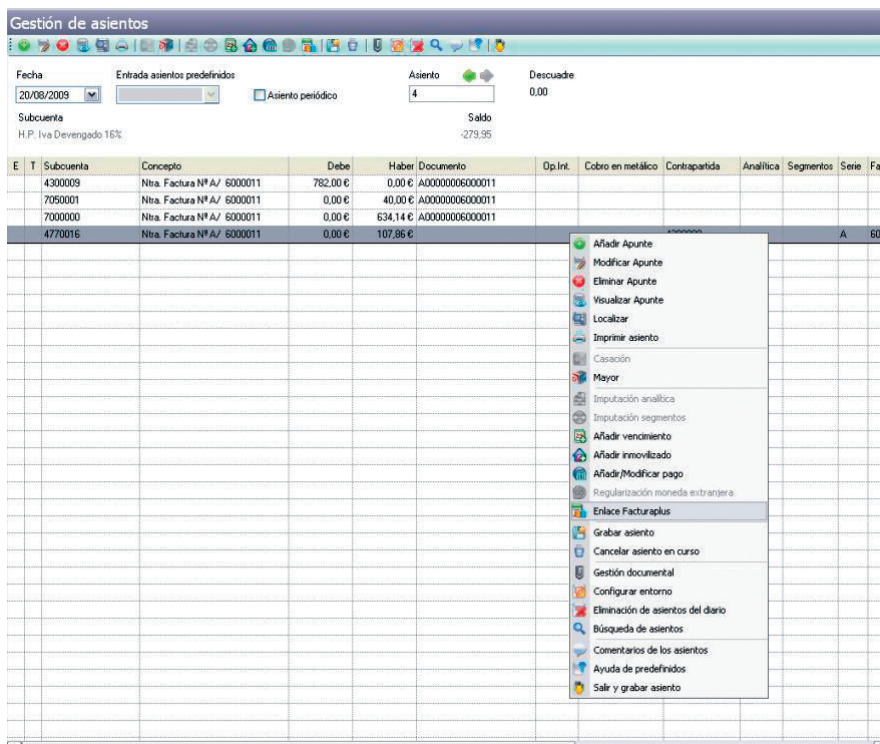 Gestión de asientos
Fecha Entrada asientos predefinidos Asiento Descuadre
20/08/2009 Asiento periódico 4 0,00
Subcuenta Saldo
H.P. Iva Devengado 16% -279,95
E T Subcuenta Concepto Debe Haber Documento Op.Int. Cobro en metálico Contrapartida Analítica Segmentos Serie Fa
4300009 Ntra. Factura Nº A/ 6000011 782,00 € 0,00 € A00000006000011
7050001 Ntra. Factura Nº A/ 6000011 0,00 € 40,00 € A00000006000011
7000000 Ntra. Factura Nº A/ 6000011 0,00 € 634,14 € A00000006000011
4770016 Ntra. Factura Nº A/ 6000011 0,00 € 107,86 € A 60
Añadir Apunte
Modificar Apunte
Eliminar Apunte
Visualizar Apunte
Localizar
Imprimir asiento
Casación
Mayor
Imputación analítica
Imputación segmentos
Añadir vencimiento
Añadir inmovilizado
Añadir/Modificar pago
Regularización moneda extranjera
Enlace Facturaplus
Grabar asiento
Cancelar asiento en curso
Gestión documental
Configurar entorno
Eliminación de asientos del diario
Búsqueda de asientos
Comentarios de los asientos
Ayuda de predefinidos
Salir y grabar asiento